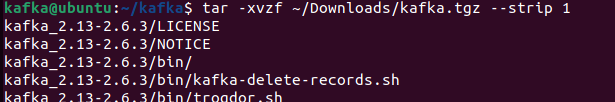 kafka@ubuntu:~/kafka$ tar -xvzf ~/Downloads/kafka.tgz --strip 1
kafka_2.13-2.6.3/LICENSE
kafka_2.13-2.6.3/NOTICE
kafka_2.13-2.6.3/bin/
kafka_2.13-2.6.3/bin/kafka-delete-records.sh
kafka_2.13-2.6.3/bin/trogdor.sh